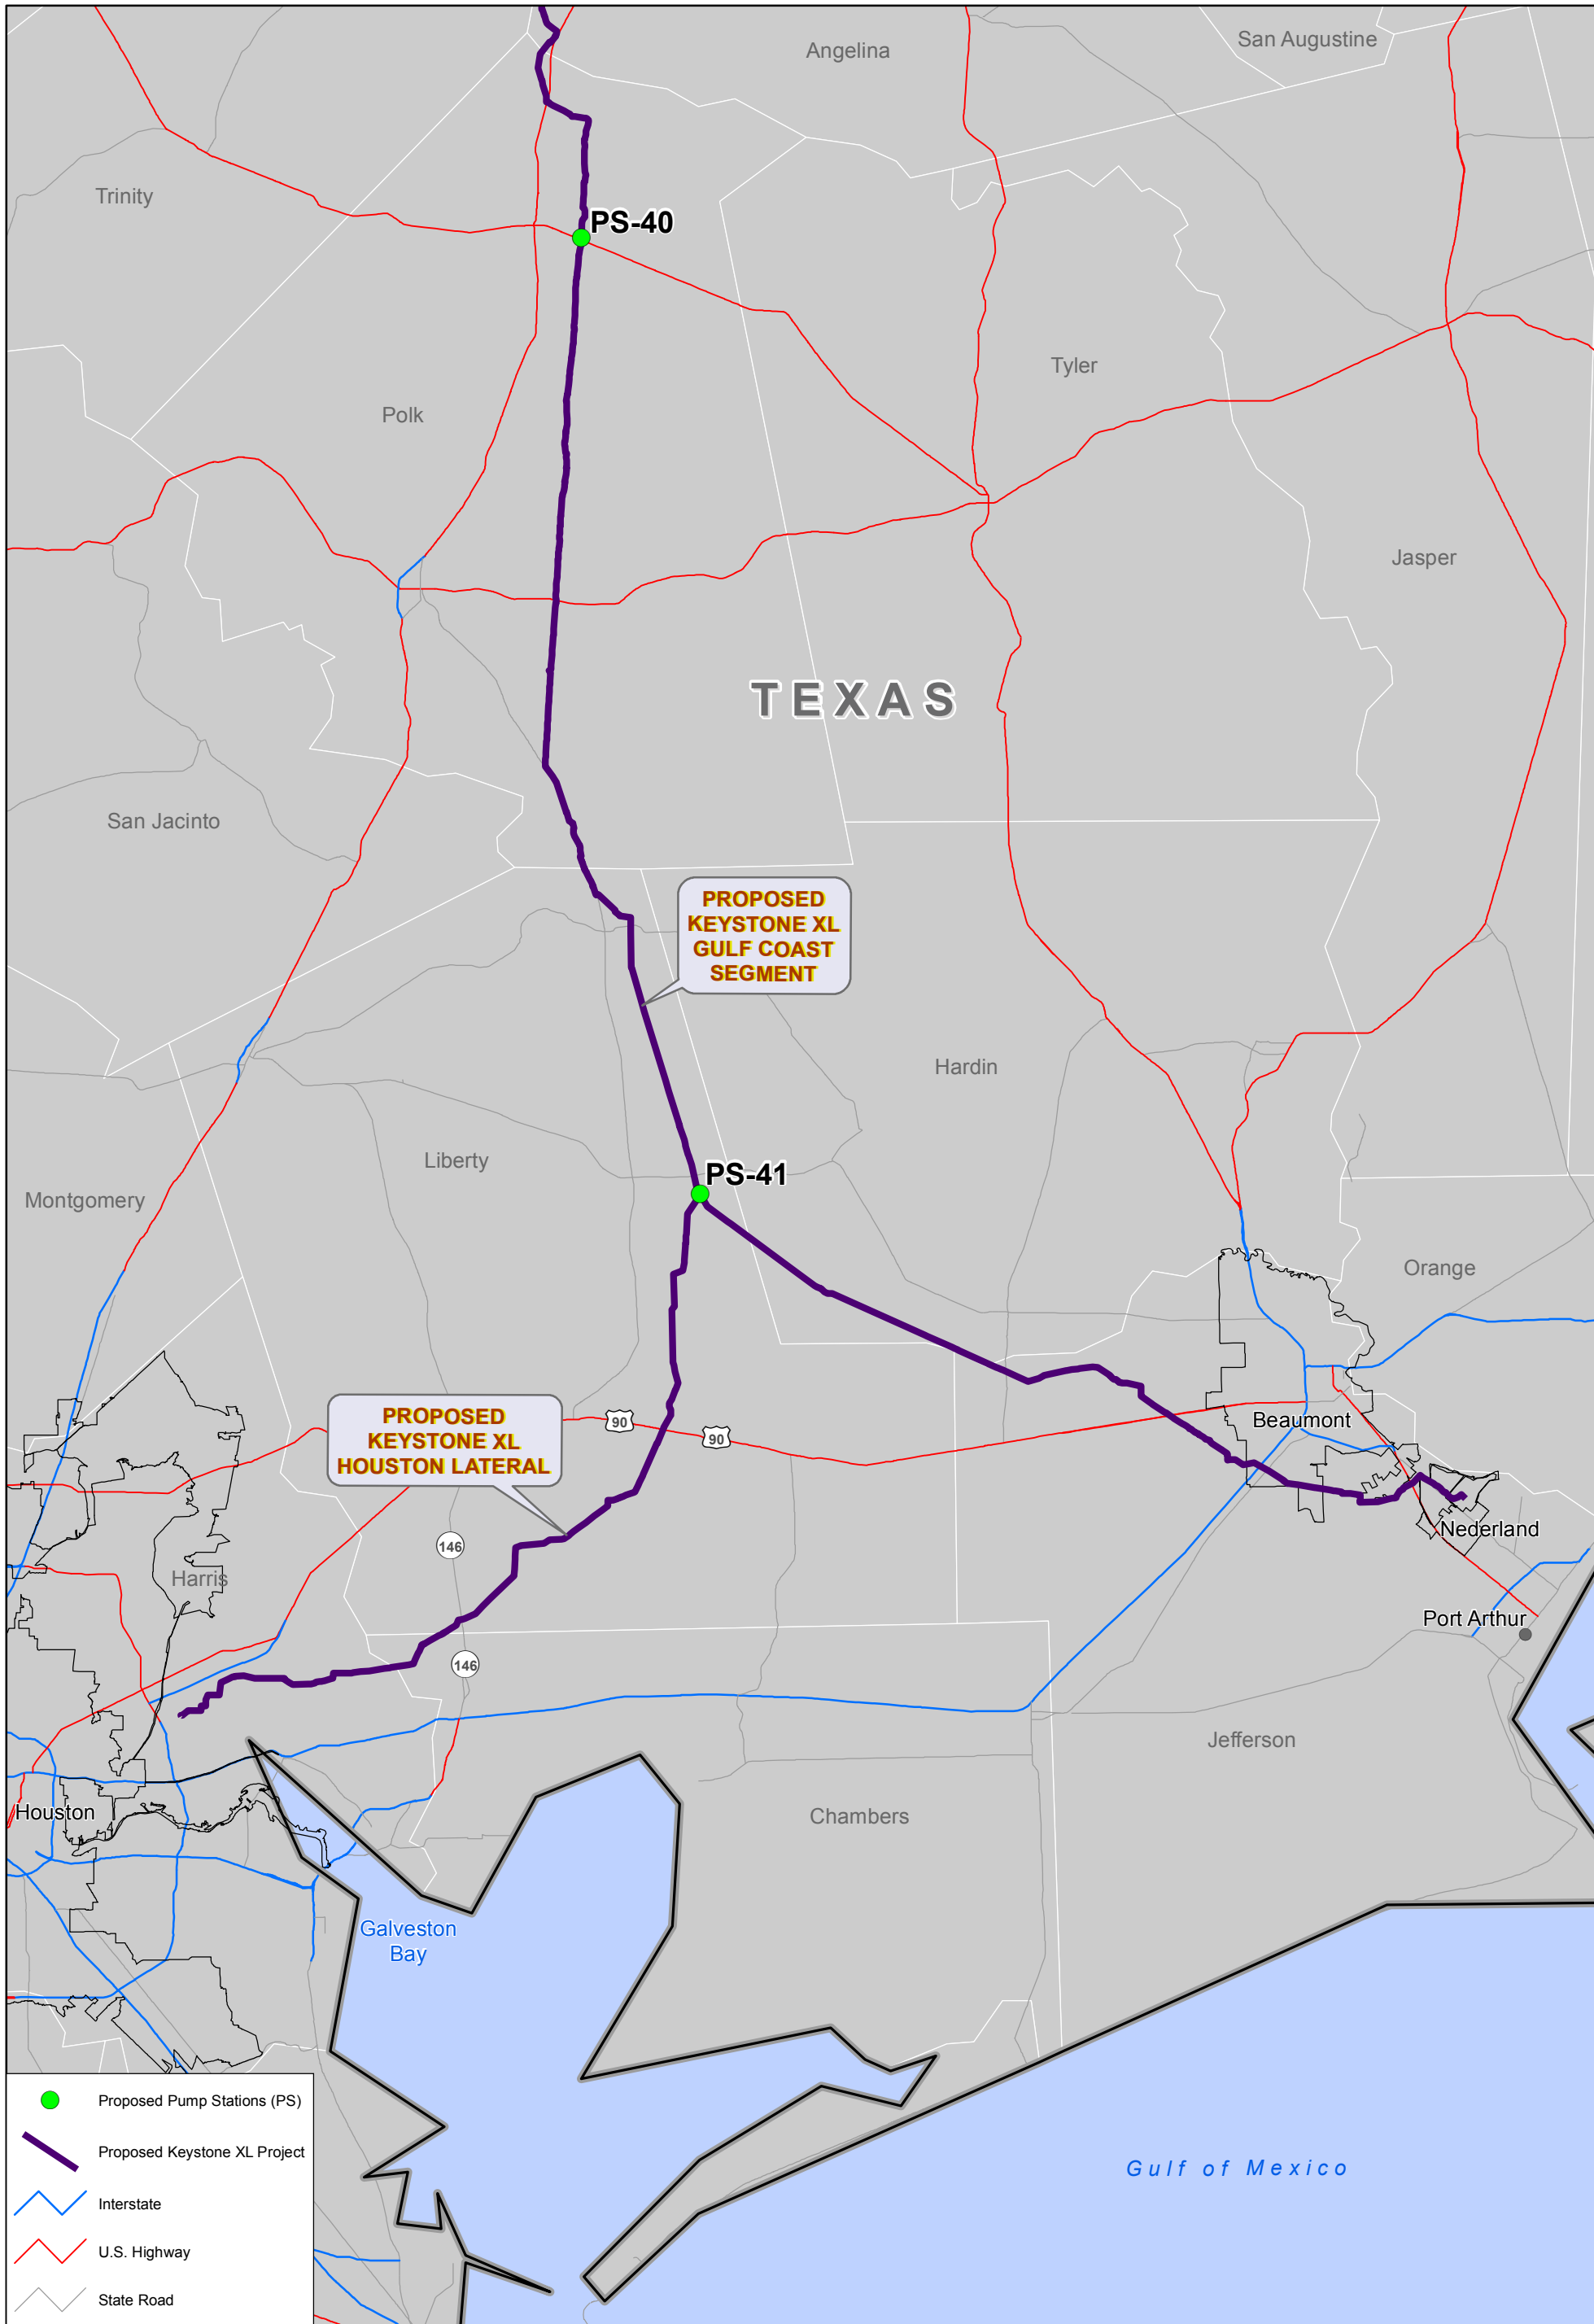 Angelina
San Augustine
Trinity
PS-40
Tyler
Polk
Jasper
TEXAS
San Jacinto
PROPOSED
KEYSTONE XL
GULF COAST
SEGMENT
Hardin
Liberty
PS-41
Montgomery
Orange
PROPOSED
KEYSTONE XL
HOUSTON LATERAL
90
90
Beaumont
Nederland
146
Harris
Port Arthur
146
Jefferson
Houston
Chambers
Galveston
Bay
Gulf of Mexico
Proposed Pump Stations (PS)
Proposed Keystone XL Project
Interstate
U.S. Highway
State Road